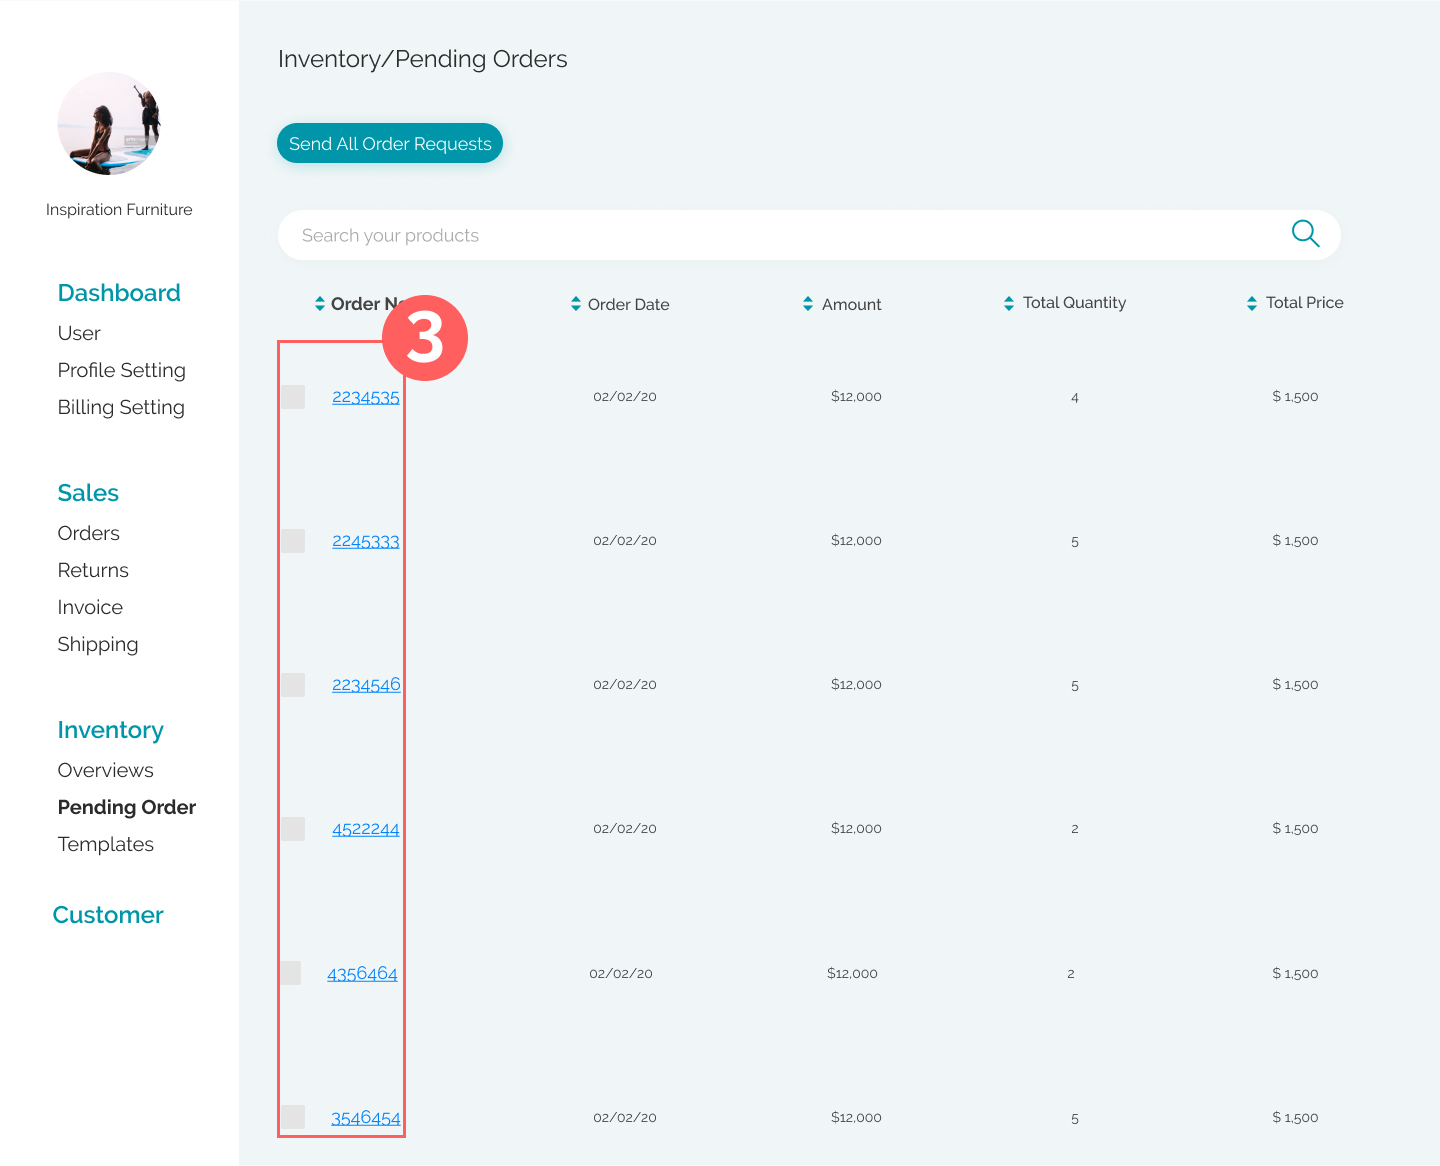 Inspiration Furniture
Dashboard
User
Profile Setting
Billing Setting
Sales
Orders
Returns
Invoice
Shipping
Inventory
Overviews
Pending Order
Templates
Customer
Inventory/Pending Orders
Send All Order Requests
Search your products
Order Date Amount Total Quantity Total Price
Order
3
2234535 02/02/20 $12,000 4 $ 1,500
2245333 02/02/20 $12,000 5 $ 1,500
2234546 02/02/20 $12,000 5 $ 1,500
4522244 02/02/20 $12,000 2 $ 1,500
4356464 02/02/20 $12,000 2 $ 1,500
3546454 02/02/20 $12,000 5 $ 1,500